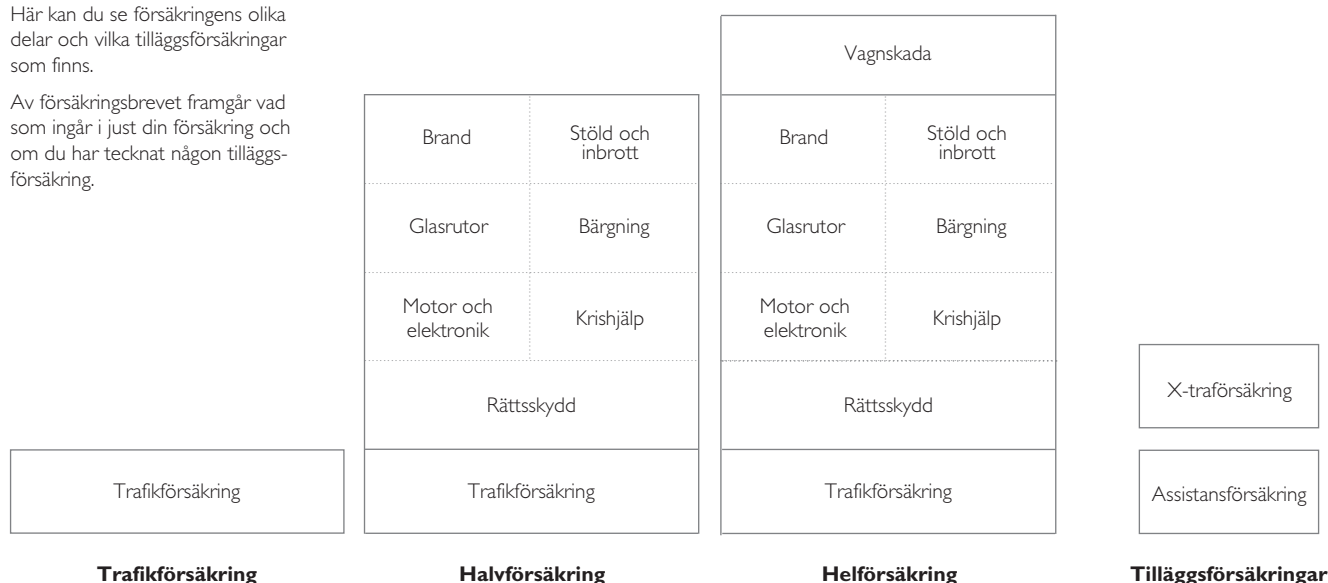 Här kan du se försäkringens olika
delar och vilka tilläggsförsäkringar
som finns.
Av försäkringsbrevet framgår vad
som ingår i just din försäkring och
om du har tecknat någon tilläggs-
försäkring.
Trafikförsäkring
Trafikförsäkring
Brand
Stöld och
inbrott
Glasrutor
Bärgning
Motor och
elektronik
Krishjälp
Rättsskydd
Trafikförsäkring
Halvförsäkring
Vagnskada
Brand
Stöld och
inbrott
Glasrutor
Bärgning
Motor och
elektronik
Krishjälp
Rättsskydd
Trafikförsäkring
Helförsäkring
X-traförsäkring
Assistansförsäkring
Tilläggsförsäkringar